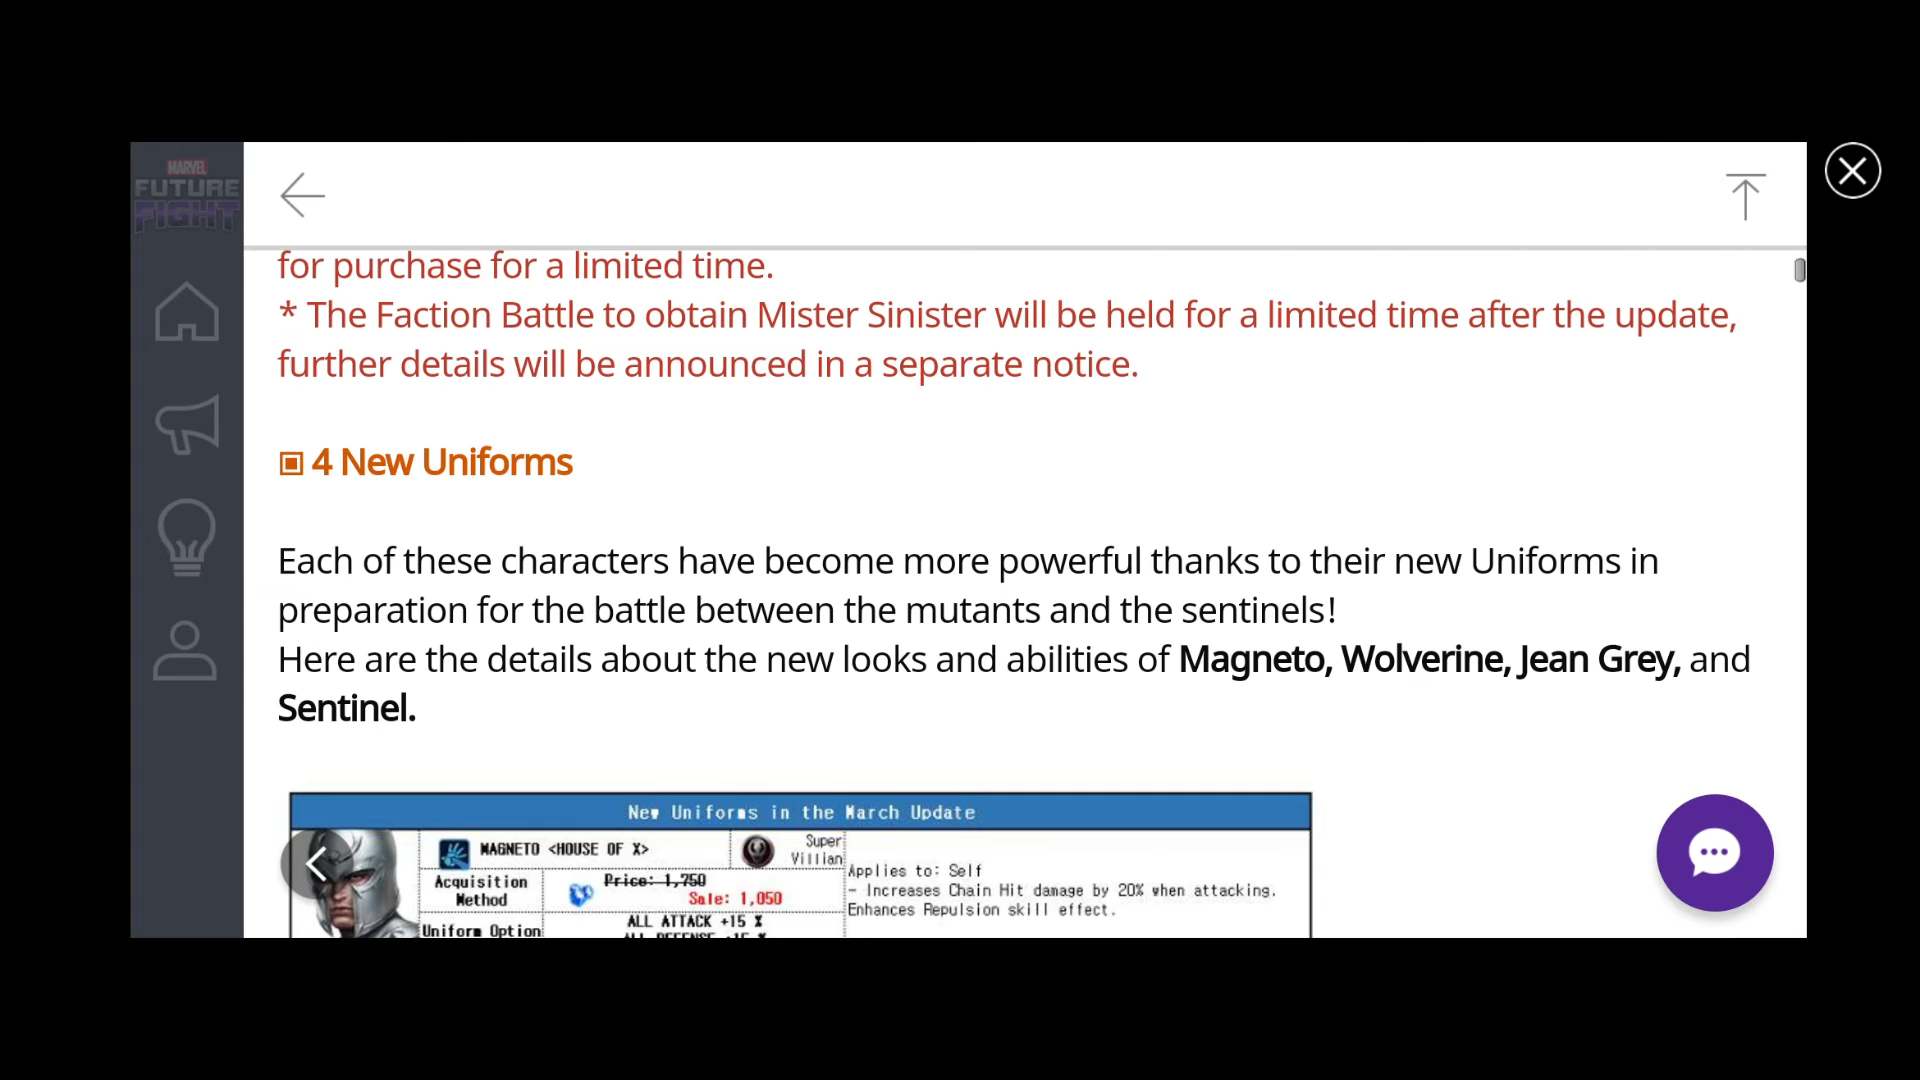 MARVEL
FUTURE
FIGHT
for purchase for a limited time.
* The Faction Battle to obtain Mister Sinister will be held for a limited time after the update,
further details will be announced in a separate notice.
▣ 4 New Uniforms
Each of these characters have become more powerful thanks to their new Uniforms in
preparation for the battle between the mutants and the sentinels!
Here are the details about the new looks and abilities of Magneto, Wolverine, Jean Grey, and
Sentinel.
New Uniforms in the March Update
MAGNETO <HOUSE OF X>
Super
Villian
Acquisition
Method
Price: 1,750
Sale: 1,050
Applies to: Self
- Increases Chain Hit damage by 20% when attacking.
Enhances Repulsion skill effect.
Uniform Option
ALL ATTACK +15 %
ALL DEFENSE +15 %